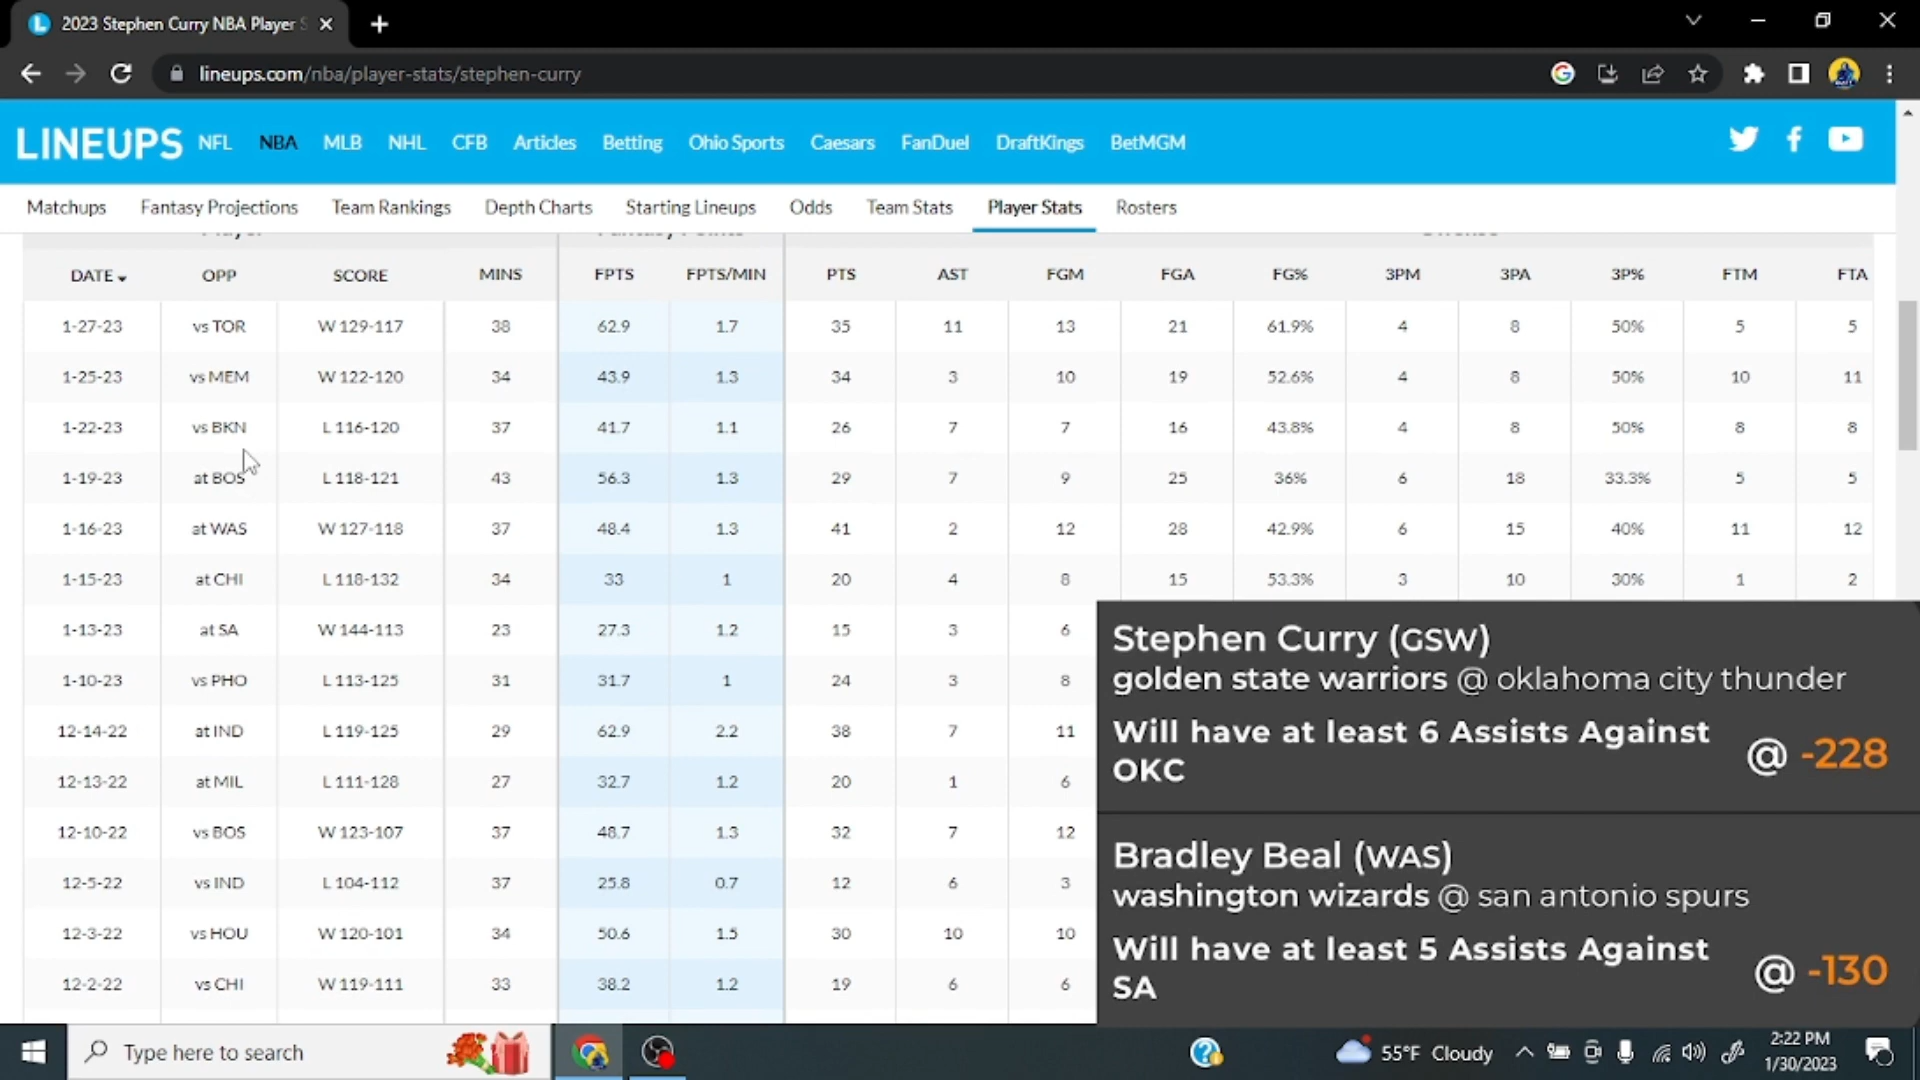 2023 Stephen Curry NBA Player S
lineups.com/nba/player-stats/stephen-curry
LINEUPS NFL NBA MLB NHL CFB Articles Betting Ohio Sports Caesars FanDuel DraftKings BetMGM
Matchups Fantasy Projections Team Rankings Depth Charts Starting Lineups Odds Team Stats Player Stats Rosters
DATE OPP SCORE MINS FPTS FPTS/MIN PTS AST FGM FGA FG% 3PM 3PA 3P% FTM FTA
1-27-23 vs TOR W 129-117 38 62.9 1.7 35 11 13 21 61.9% 4 8 50% 5 5
1-25-23 vs MEM W 122-120 34 43.9 1.3 34 3 10 19 52.6% 4 8 50% 10 11
1-22-23 vs BKN L 116-120 37 41.7 1.1 26 7 7 16 43.8% 4 8 50% 8 8
1-19-23 at BOS L 118-121 43 56.3 1.3 29 7 9 25 36% 6 18 33.3% 5 5
1-16-23 at WAS W 127-118 37 48.4 1.3 41 2 12 28 42.9% 6 15 40% 11 12
1-15-23 at CHI L 118-132 34 33 1 20 4 8 15 53.3% 3 10 30% 1 2
1-13-23 at SA W 144-113 23 27.3 1.2 15 3 6
1-10-23 vs PHO L 113-125 31 31.7 1 24 3 8
12-14-22 at IND L 119-125 29 62.9 2.2 38 7 11
12-13-22 at MIL L 111-128 27 32.7 1.2 20 1 6
12-10-22 vs BOS W 123-107 37 48.7 1.3 32 7 12
12-5-22 vs IND L 104-112 37 25.8 0.7 12 6 3
12-3-22 vs HOU W 120-101 34 50.6 1.5 30 10 10
12-2-22 vs CHI W 119-111 33 38.2 1.2 19 6 6
Stephen Curry (GSW)
golden state warriors @ oklahoma city thunder
Will have at least 6 Assists Against
OKC
@ -228
Bradley Beal (WAS)
washington wizards @ san antonio spurs
Will have at least 5 Assists Against
SA
@ -130
Type here to search
55°F Cloudy
2:22 PM
1/30/2023